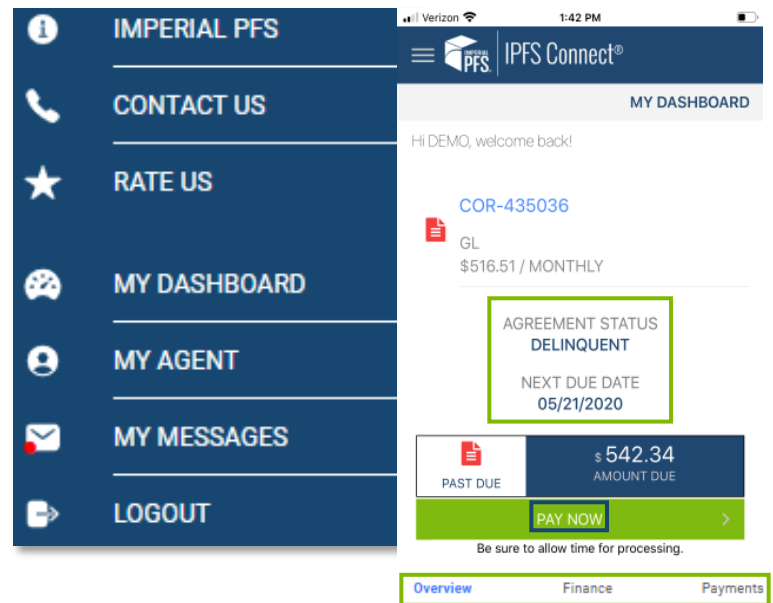 IMPERIAL PFS
CONTACT US
RATE US
MY DASHBOARD
MY AGENT
MY MESSAGES
LOGOUT
Verizon 1:42 PM
IMPERIAL PFS. IPFS Connect®
MY DASHBOARD
Hi DEMO, welcome back!
COR-435036
GL
$516.51 / MONTHLY
AGREEMENT STATUS
DELINQUENT
NEXT DUE DATE
05/21/2020
$ 542.34
PAST DUE AMOUNT DUE
PAY NOW
Be sure to allow time for processing.
Overview Finance Payments